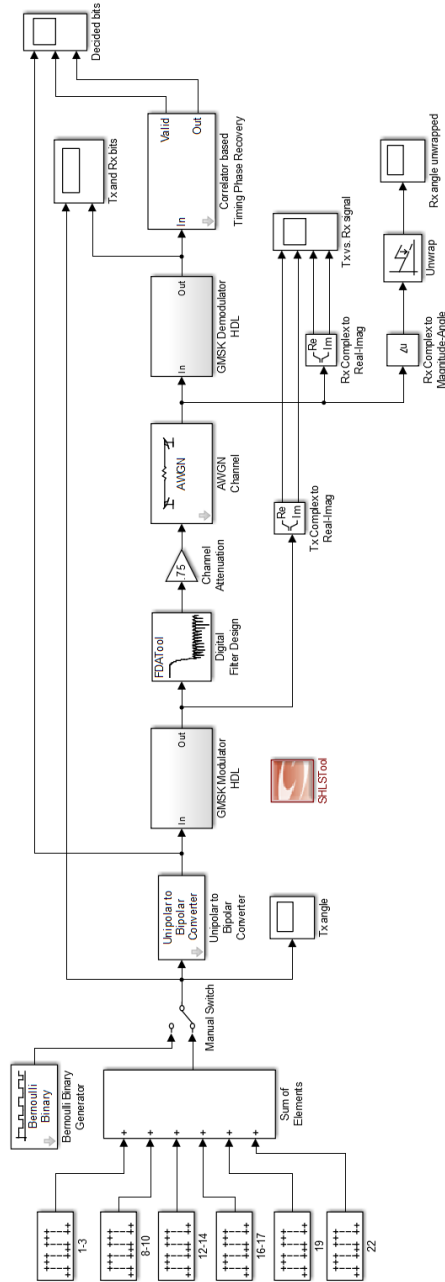 Bernoulli
Binary
Bernoulli Binary
Generator
1-3
8-10
12-14
16-17
19
22
+
+
+
+
+
+
Sum of
Elements
Manual Switch
Unipolar to
Bipolar
Converter
Unipolar to
Bipolar
Converter
Tx angle
In
Out
GMSK Modulator
HDL
SHLSTool
FDATool
Digital
Filter Design
.75
Channel
Attenuation
AWGN
AWGN
Channel
In
Out
GMSK Demodulator
HDL
Tx and Rx bits
In
Valid
Out
Correlator based
Timing Phase Recovery
Decided bits
Re
Im
Tx Complex to
Real-Imag
Re
Im
Rx Complex to
Real-Imag
Tx vs. Rx signal
∠u
Rx Complex to
Magnitude-Angle
Unwrap
Rx angle unwrapped